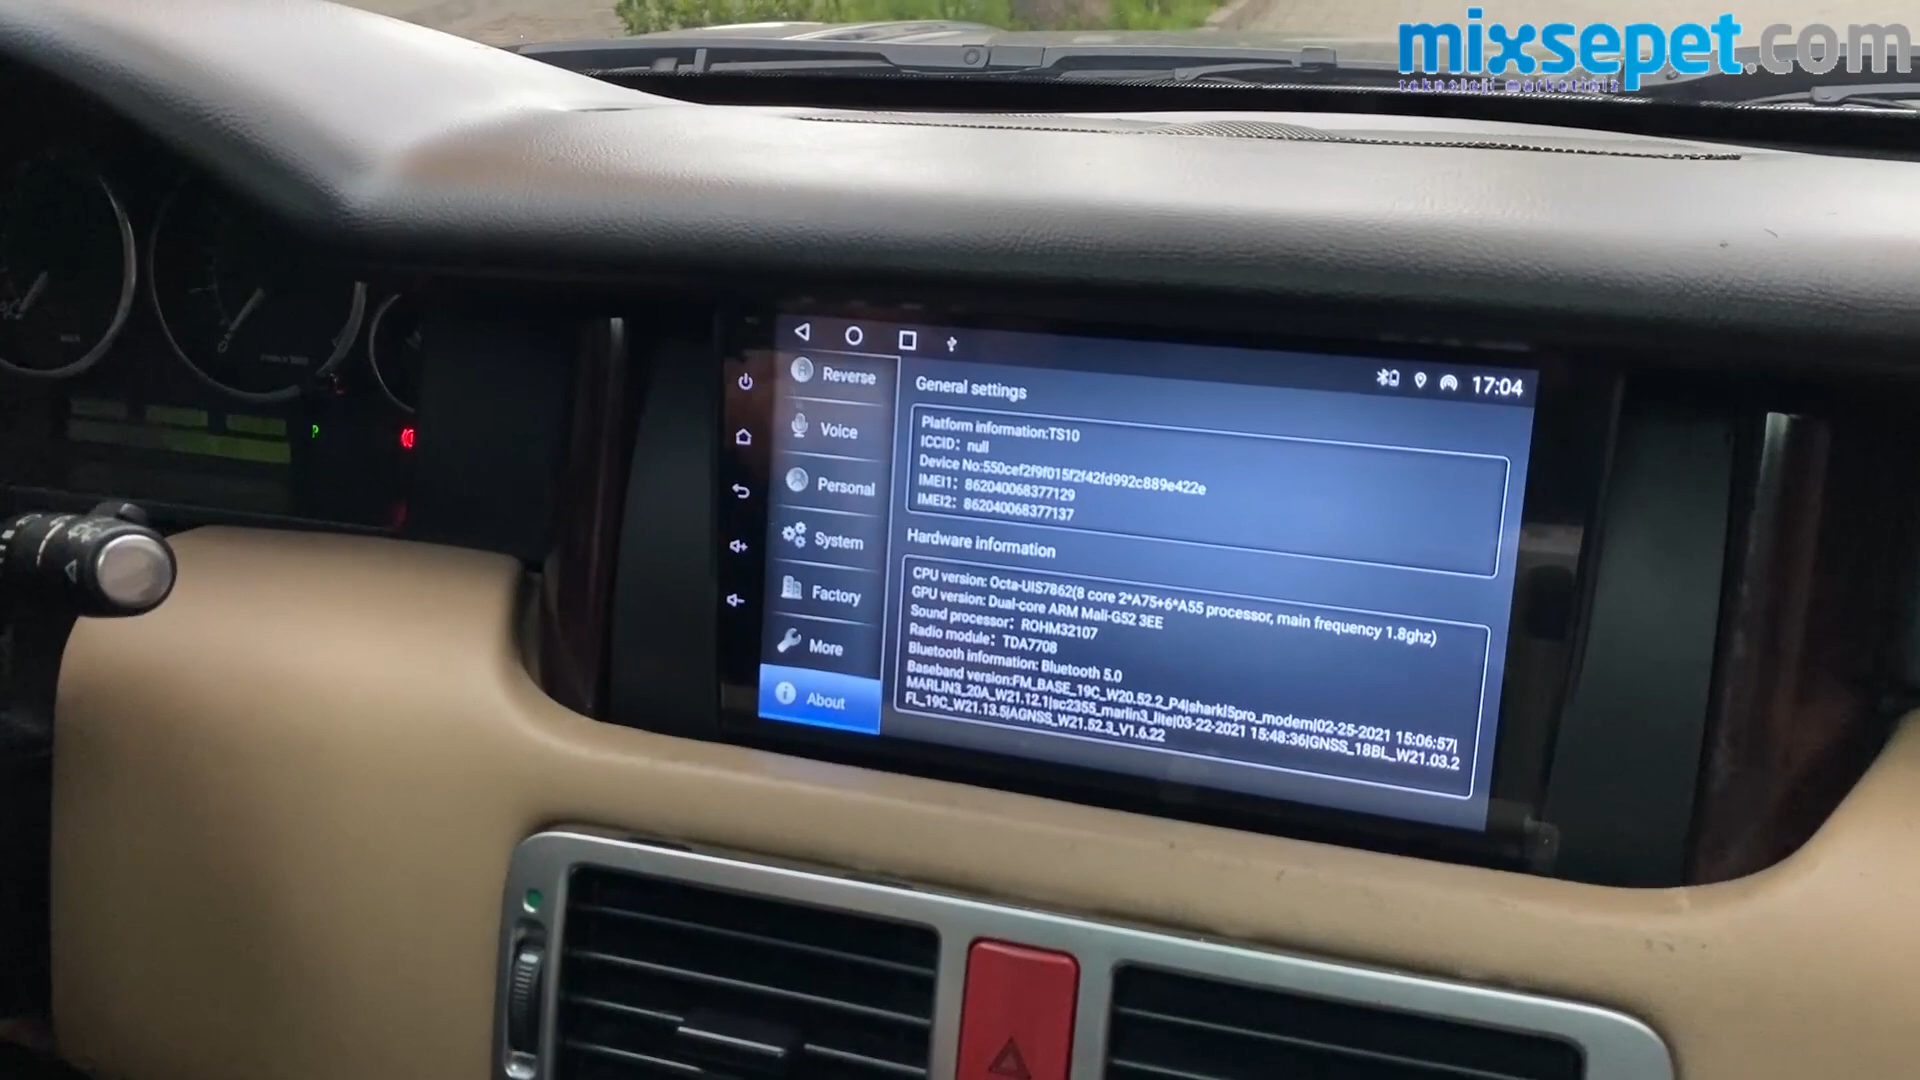 mixsepet.com
teknoloji marketiniz
17:04
Reverse
Voice
Personal
System
Factory
More
About
General settings
Platform information:TS10
ICCID: null
Device No:550cef2f9f015f2f42fd992c889e422e
IMEI1: 862040068377129
IMEI2: 862040068377137
Hardware information
CPU version: Octa-UIS7862(8 core 2*A75+6*A55 processor, main frequency 1.8ghz)
GPU version: Dual-core ARM Mali-G52 3EE
Sound processor: ROHM32107
Radio module: TDA7708
Bluetooth information: Bluetooth 5.0
Baseband version:FM_BASE_19C_W20.52.2_P4|sharkl5pro_modem|02-25-2021 15:06:57|
MARLIN3_20A_W21.12.1|sc2355_marlin3_lite|03-22-2021 15:48:36|GNSS_18BL_W21.03.2
FL_19C_W21.13.5|AGNSS_W21.52.3_V1.6.22
P